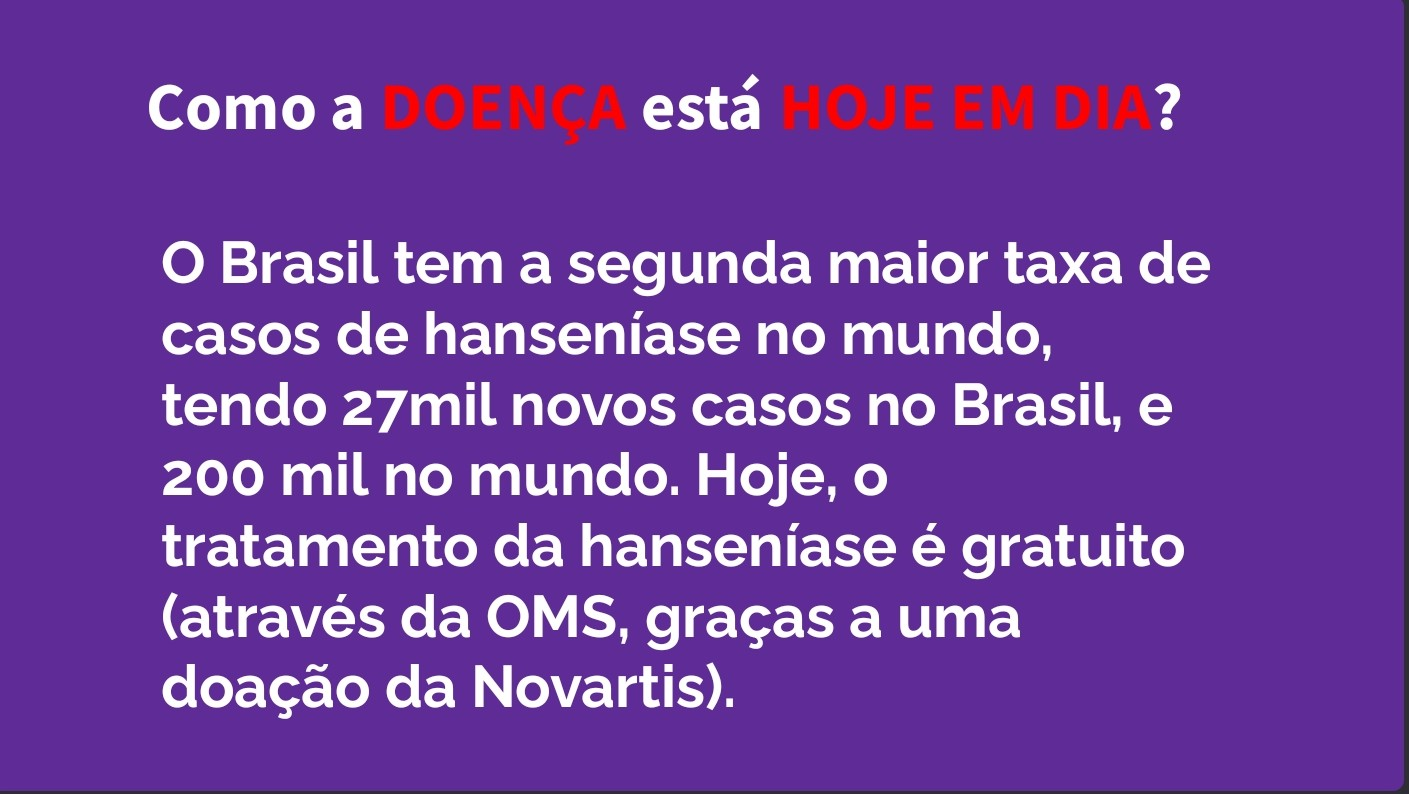 Como a DOENÇA está HOJE EM DIA?
O Brasil tem a segunda maior taxa de
casos de hanseníase no mundo,
tendo 27mil novos casos no Brasil, e
200 mil no mundo. Hoje, o
tratamento da hanseníase é gratuito
(através da OMS, graças a uma
doação da Novartis).